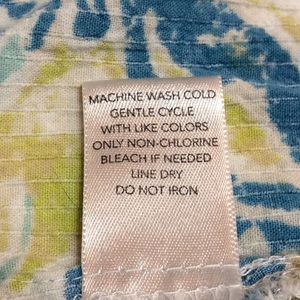 MACHINE WASH COLD
GENTLE CYCLE
WITH LIKE COLORS
ONLY NON-CHLORINE
BLEACH IF NEEDED
LINE DRY
DO NOT IRON